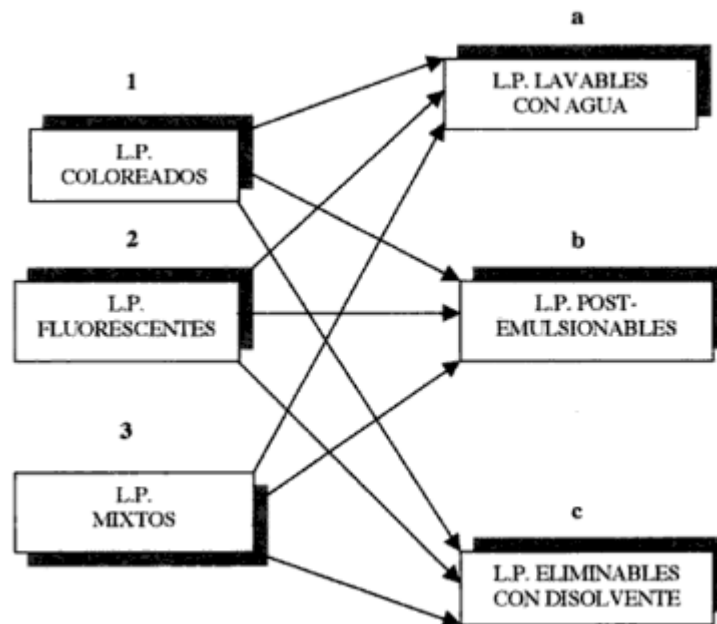 1
L.P.
COLOREADOS
2
L.P.
FLUORESCENTES
3
L.P.
MIXTOS
a
L.P. LAVABLES
CON AGUA
b
L.P. POST-
EMULSIONABLES
c
L.P. ELIMINABLES
CON DISOLVENTE